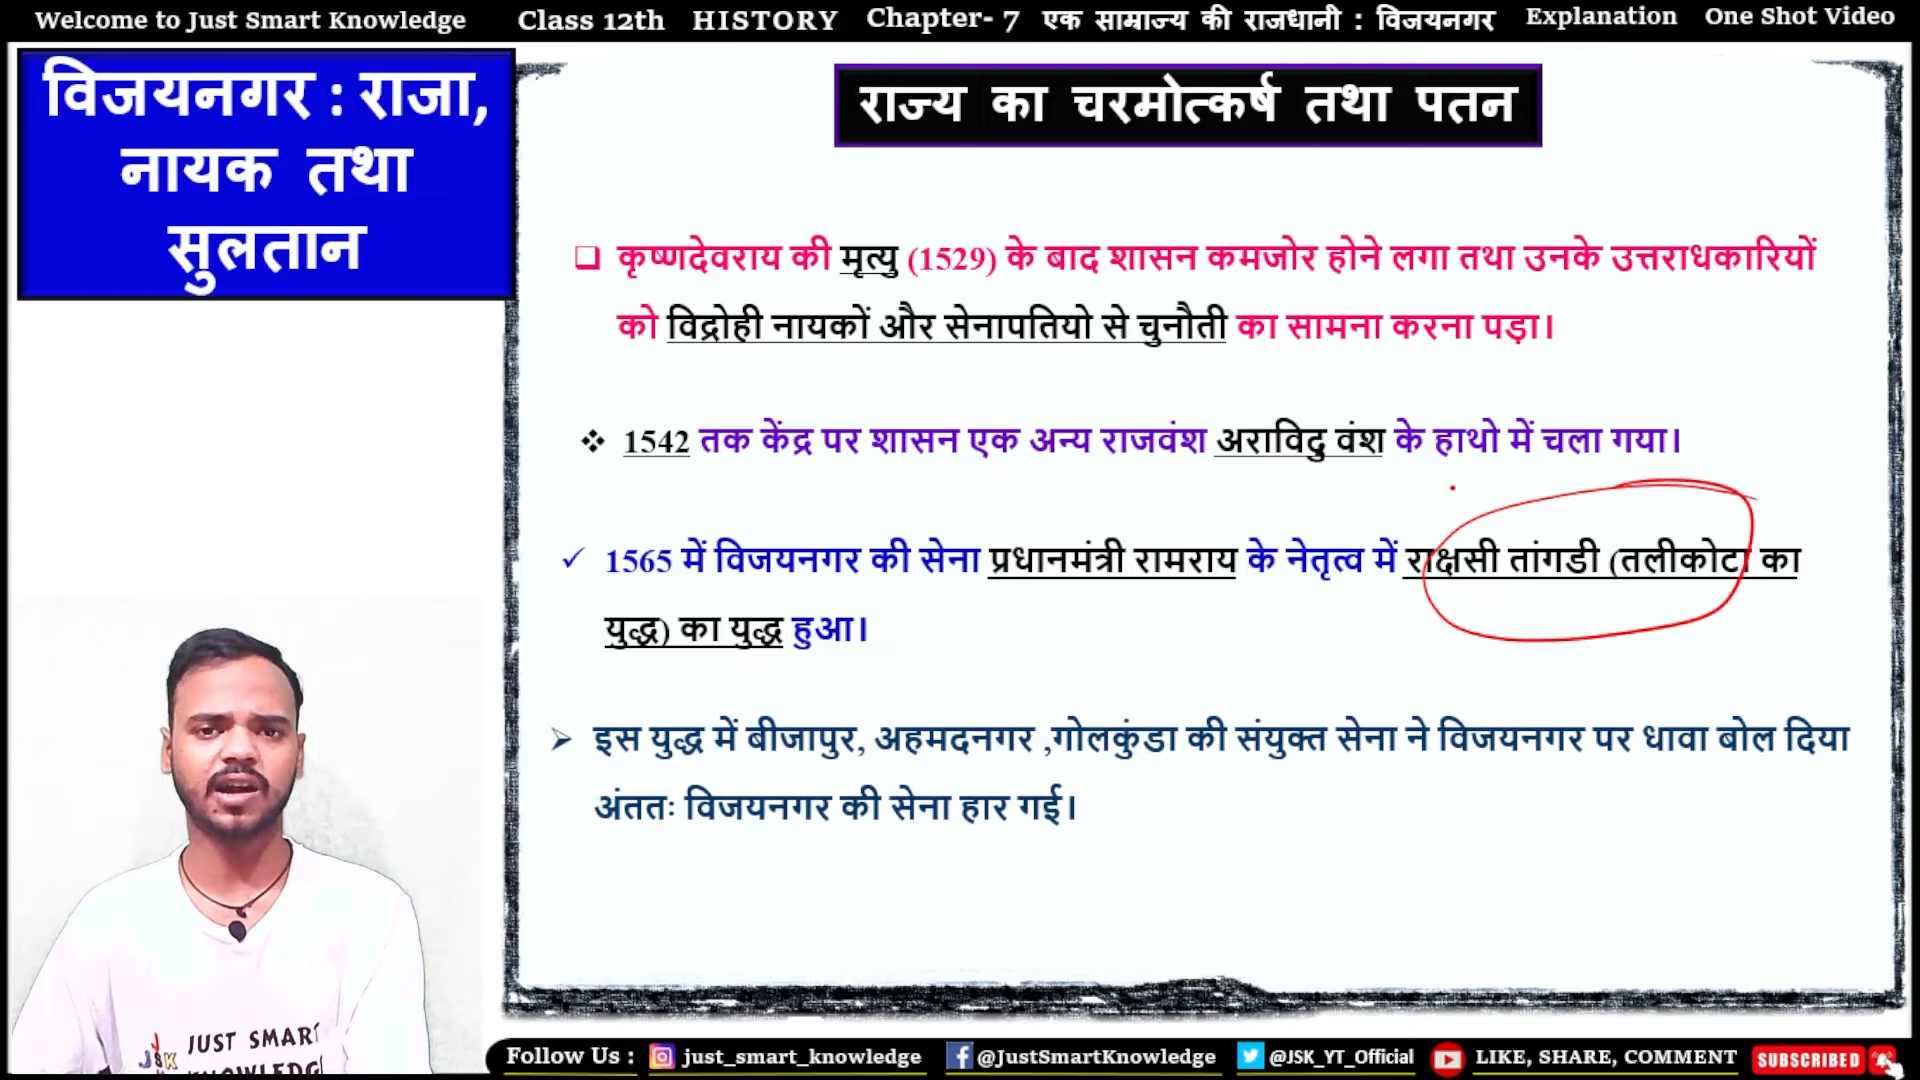 Welcome to Just Smart Knowledge Class 12th HISTORY Chapter- 7 एक साम्राज्य की राजधानी : विजयनगर Explanation One Shot Video
विजयनगर : राजा,
नायक तथा
सुलतान
राज्य का चरमोत्कर्ष तथा पतन
कृष्णदेवराय की मृत्यु (1529) के बाद शासन कमजोर होने लगा तथा उनके उत्तराधकारियों
को विद्रोही नायकों और सेनापतियो से चुनौती का सामना करना पड़ा।
1542 तक केंद्र पर शासन एक अन्य राजवंश अराविदु वंश के हाथो में चला गया।
1565 में विजयनगर की सेना प्रधानमंत्री रामराय के नेतृत्व में राक्षसी तांगडी (तलीकोटा का
युद्ध) का युद्ध हुआ।
इस युद्ध में बीजापुर, अहमदनगर ,गोलकुंडा की संयुक्त सेना ने विजयनगर पर धावा बोल दिया
अंततः विजयनगर की सेना हार गई।
JSK JUST SMART
KNOWLEDG
Follow Us : just_smart_knowledge @JustSmartKnowledge @JSK_YT_Official LIKE, SHARE, COMMENT SUBSCRIBED